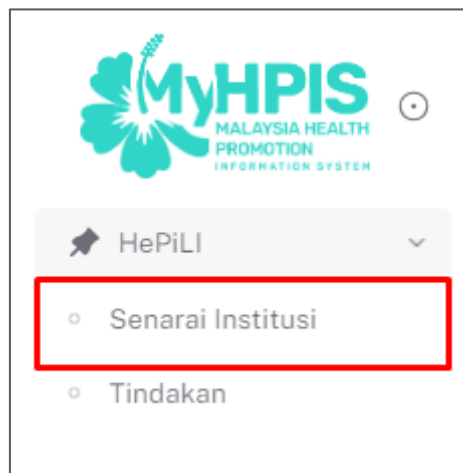 MyHPIS
MALAYSIA HEALTH
PROMOTION
INFORMATION SYSTEM
HePiLI
Senarai Institusi
Tindakan